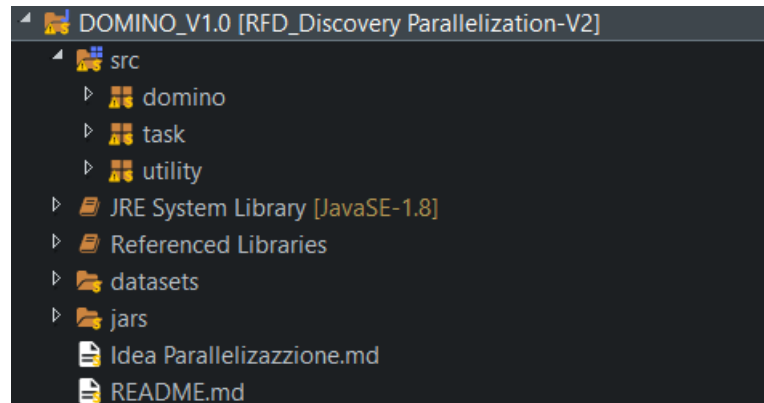 DOMINO_V1.0 [RFD_Discovery Parallelization-V2]
src
domino
task
utility
JRE System Library [JavaSE-1.8]
Referenced Libraries
datasets
jars
Idea Parallelizazzione.md
README.md